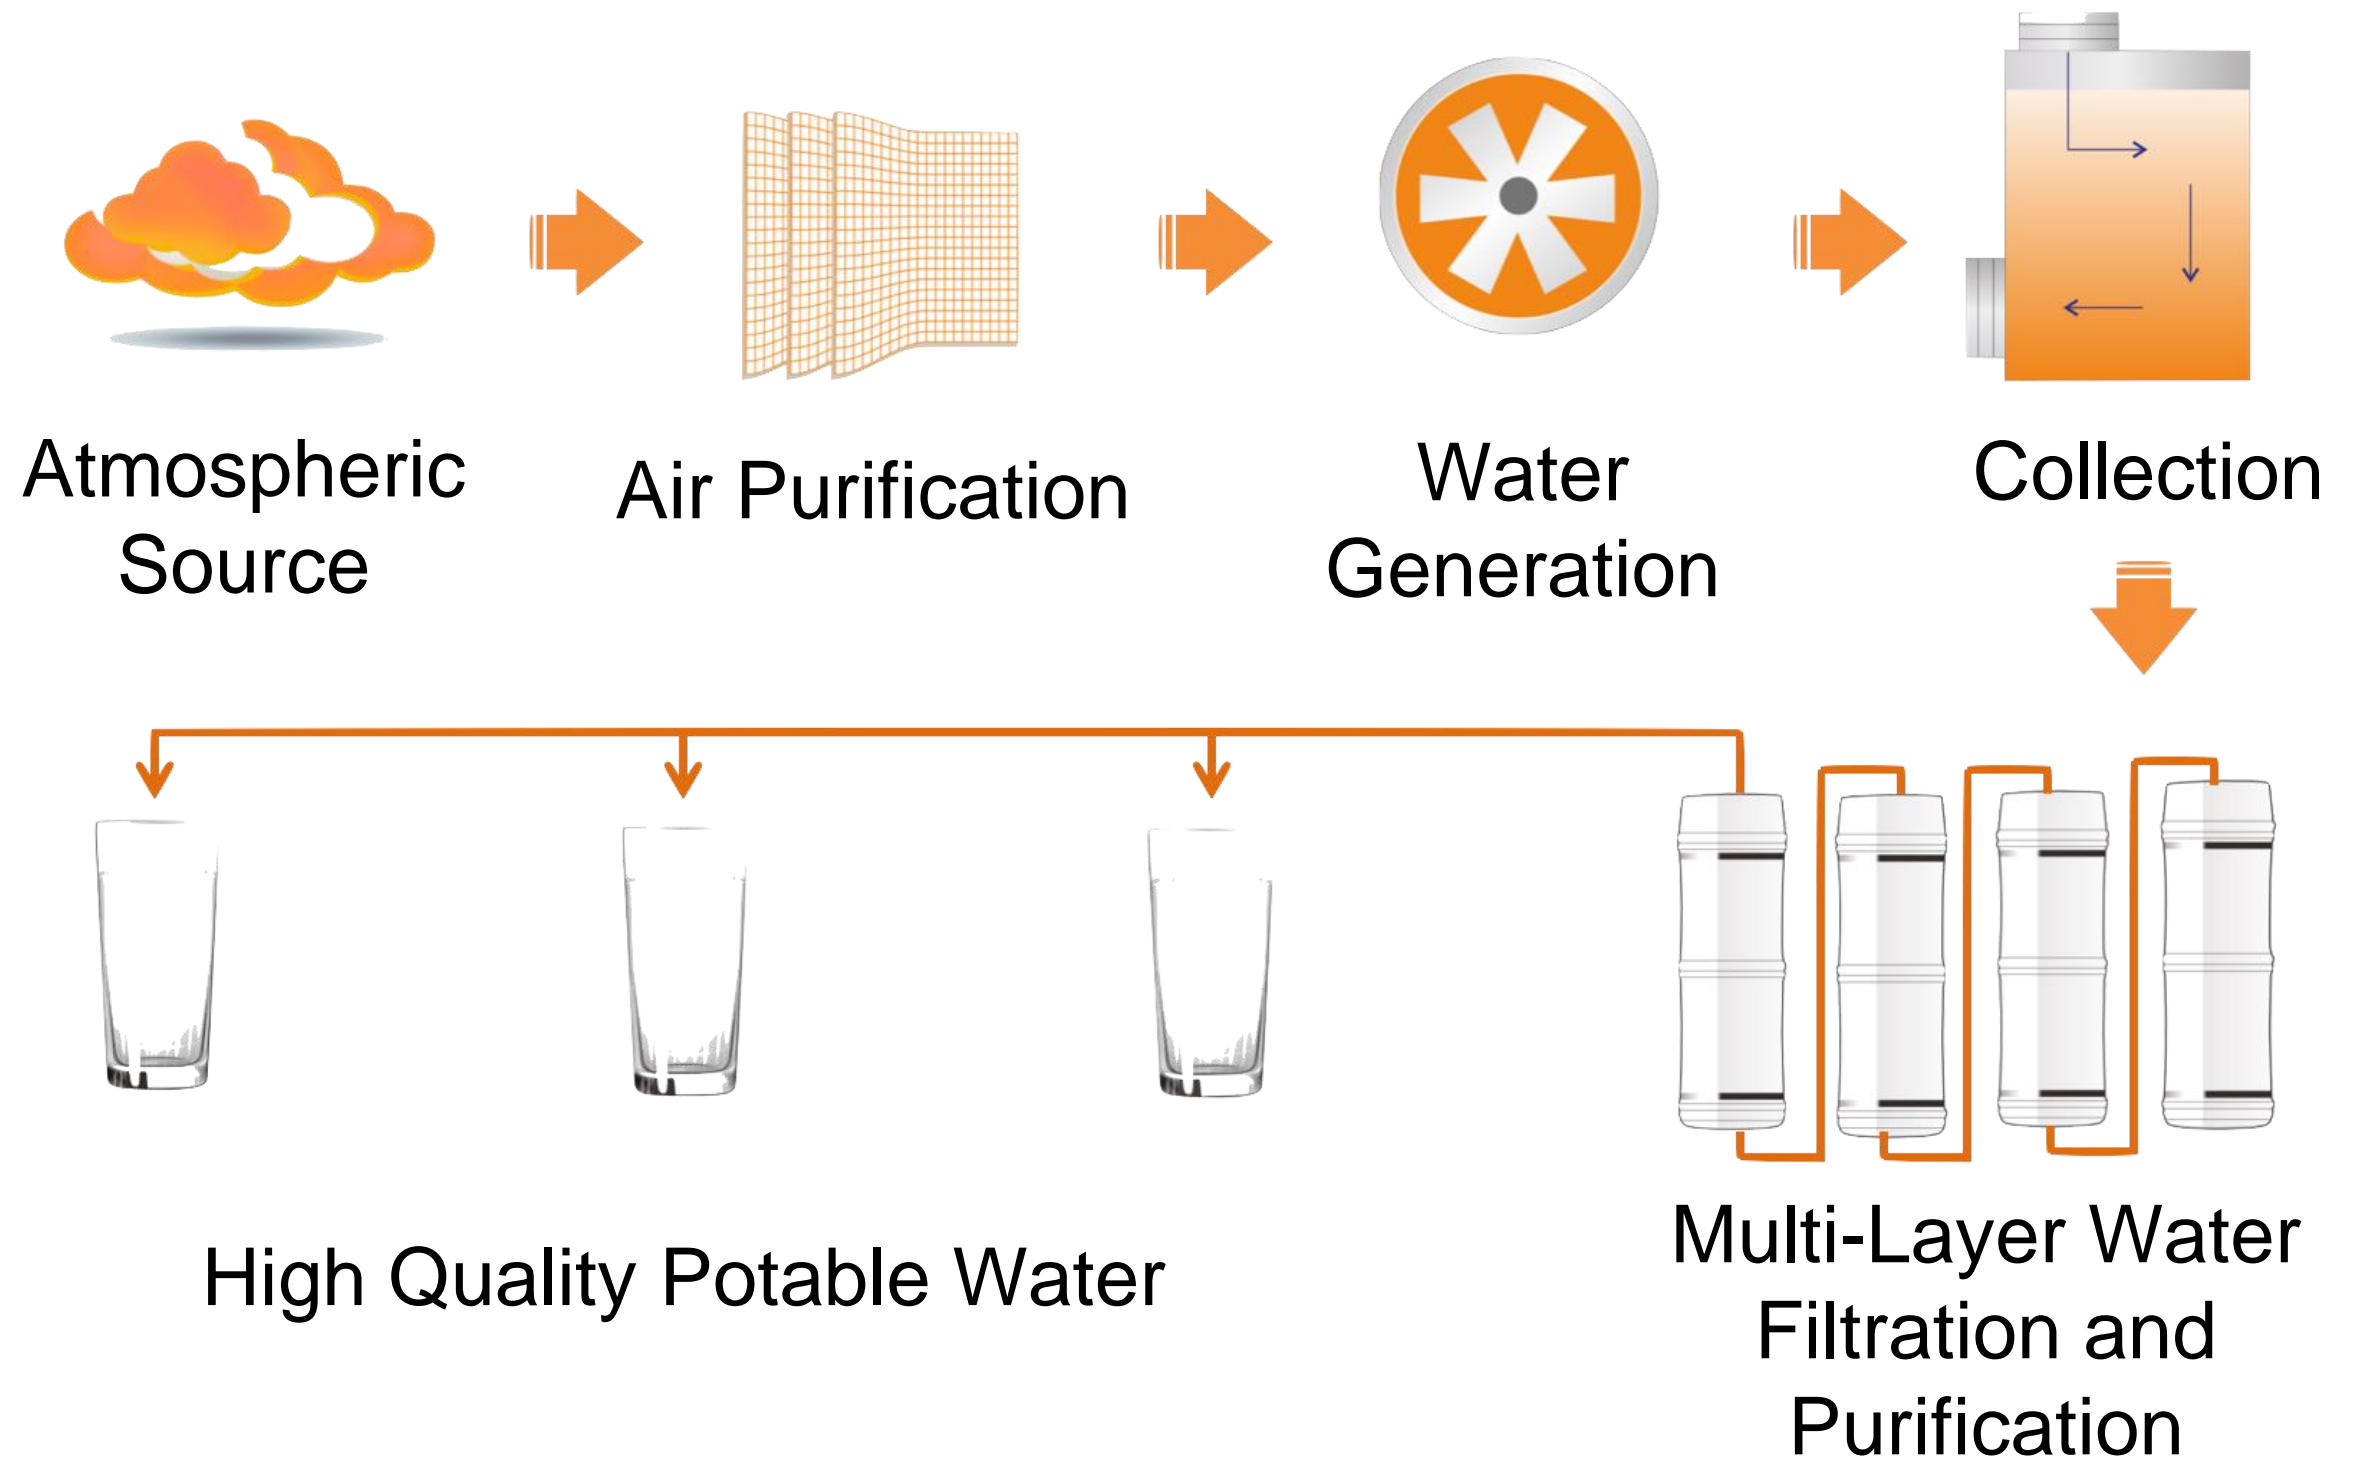 Atmospheric
Source
Air Purification
Water
Generation
Collection
High Quality Potable Water
Multi-Layer Water
Filtration and
Purification